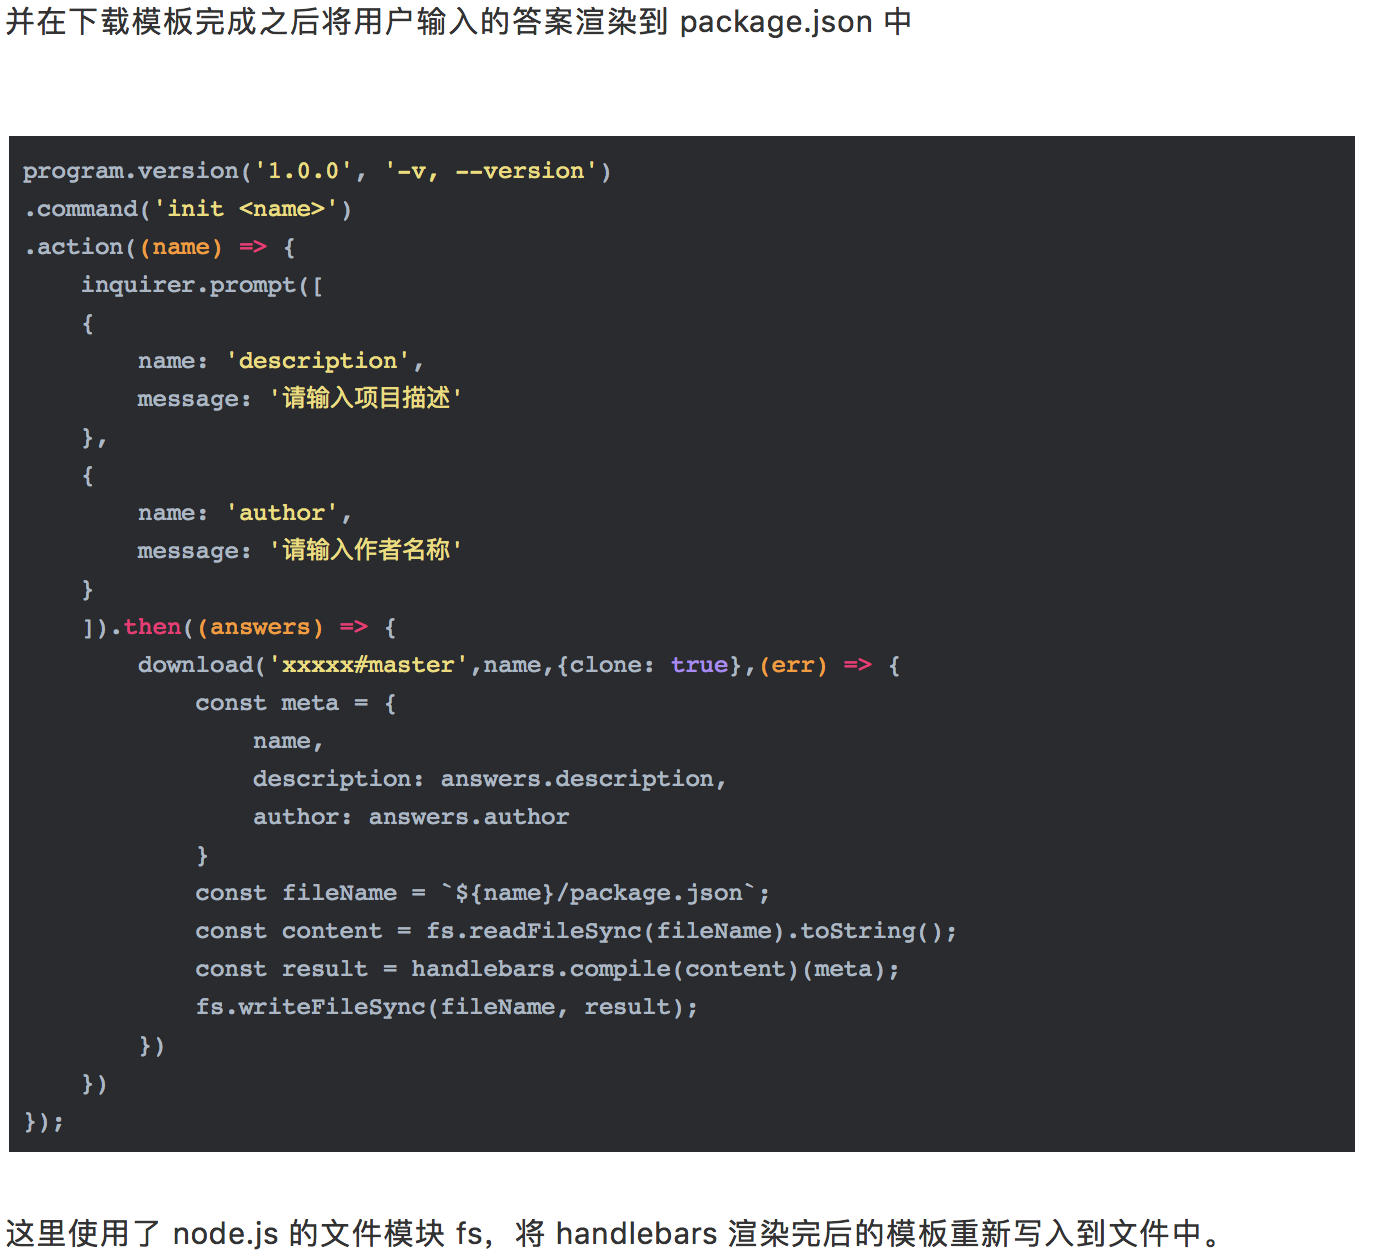 并在下载模板完成之后将用户输入的答案渲染到 package.json 中
program.version('1.0.0', '-v, --version')
.command('init <name>')
.action((name) => {
    inquirer.prompt([
    {
        name: 'description',
        message: '请输入项目描述'
    },
    {
        name: 'author',
        message: '请输入作者名称'
    }
    ]).then((answers) => {
        download('xxxxx#master',name,{clone: true},(err) => {
            const meta = {
                name,
                description: answers.description,
                author: answers.author
            }
            const fileName = `${name}/package.json`;
            const content = fs.readFileSync(fileName).toString();
            const result = handlebars.compile(content)(meta);
            fs.writeFileSync(fileName, result);
        })
    })
});
这里使用了 node.js 的文件模块 fs，将 handlebars 渲染完后的模板重新写入到文件中。